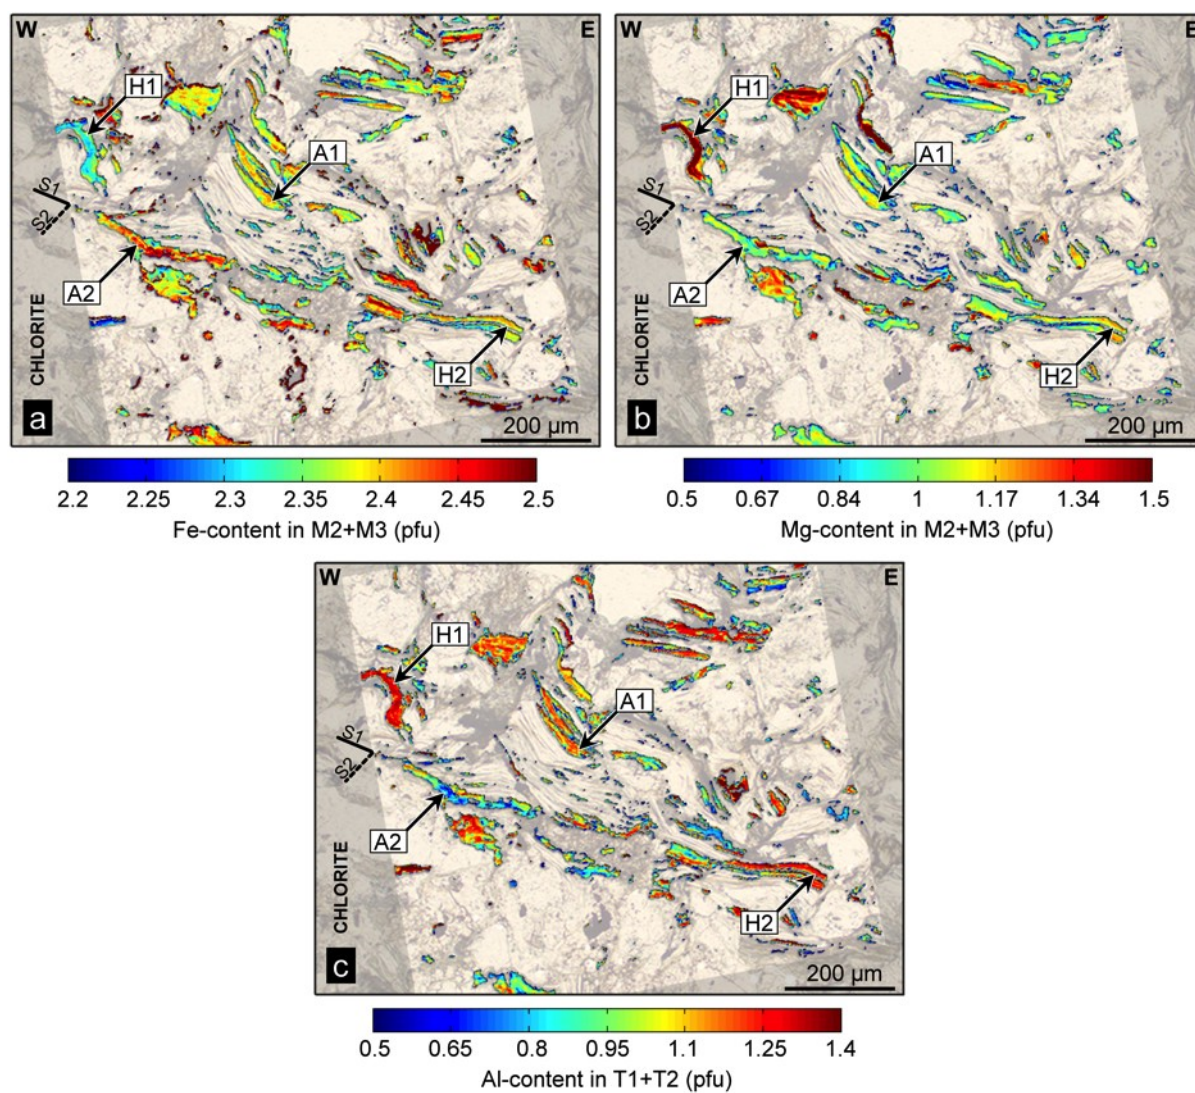 W
E
H1
A1
S1
S2
A2
H2
CHLORITE
a
200 µm
2.2 2.25 2.3 2.35 2.4 2.45 2.5
Fe-content in M2+M3 (pfu)
W
E
H1
A1
S1
S2
A2
H2
CHLORITE
b
200 µm
0.5 0.67 0.84 1 1.17 1.34 1.5
Mg-content in M2+M3 (pfu)
W
E
H1
A1
S1
S2
A2
H2
CHLORITE
c
200 µm
0.5 0.65 0.8 0.95 1.1 1.25 1.4
Al-content in T1+T2 (pfu)